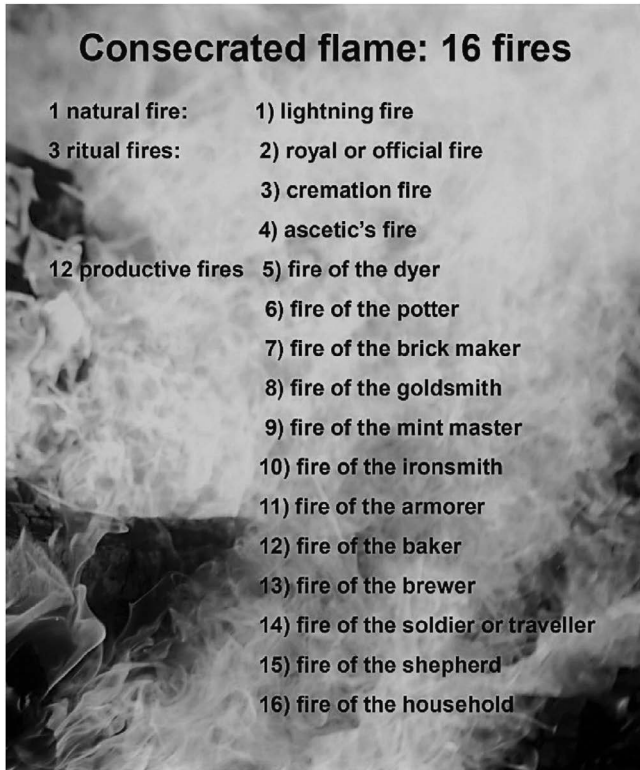 Consecrated flame: 16 fires
1 natural fire: 1) lightning fire
3 ritual fires: 2) royal or official fire
3) cremation fire
4) ascetic's fire
12 productive fires 5) fire of the dyer
6) fire of the potter
7) fire of the brick maker
8) fire of the goldsmith
9) fire of the mint master
10) fire of the ironsmith
11) fire of the armorer
12) fire of the baker
13) fire of the brewer
14) fire of the soldier or traveller
15) fire of the shepherd
16) fire of the household